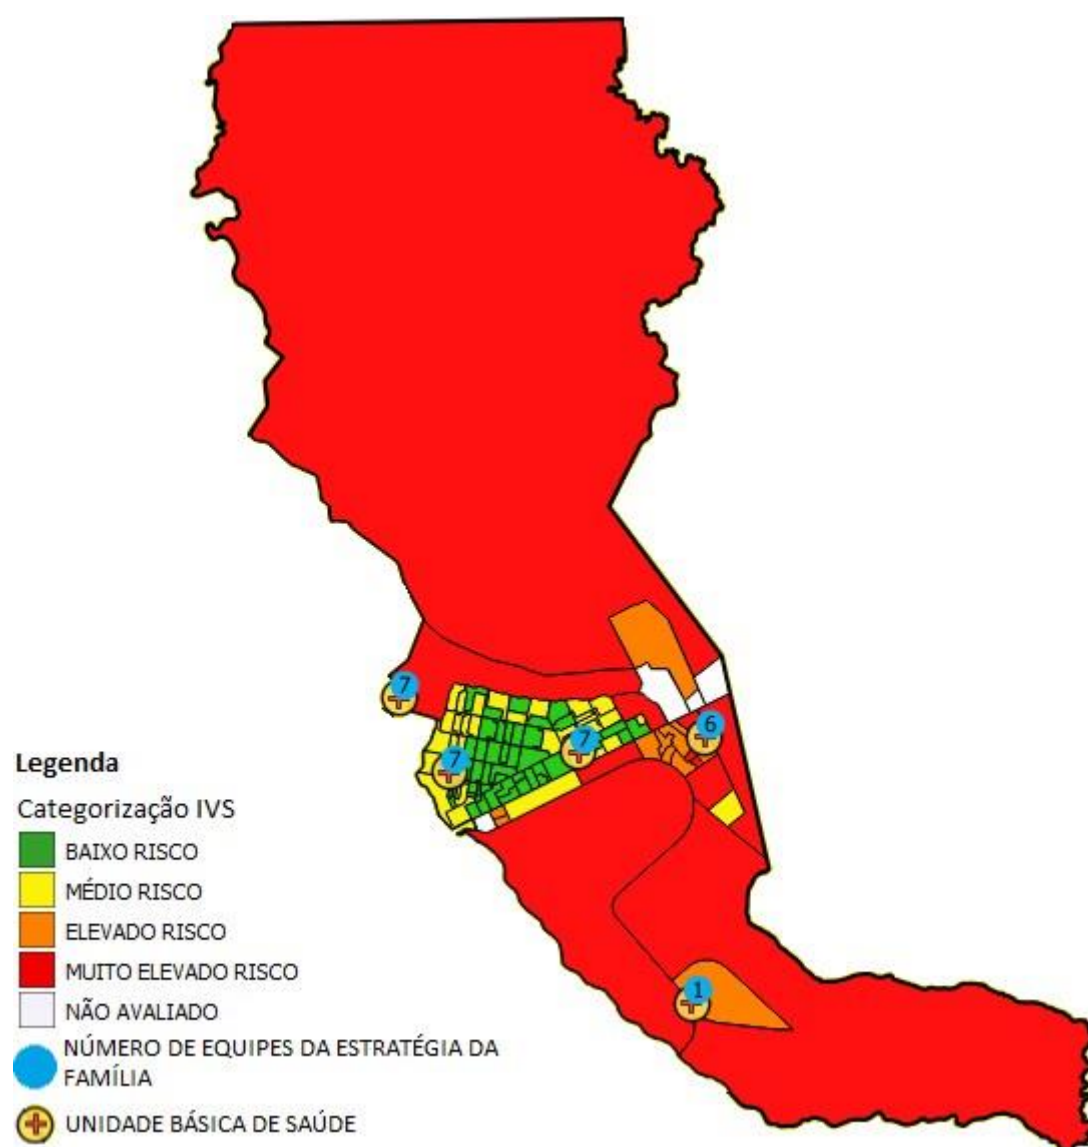 7
6
7
7
1
Legenda
Categorização IVS
BAIXO RISCO
MÉDIO RISCO
ELEVADO RISCO
MUITO ELEVADO RISCO
NÃO AVALIADO
NÚMERO DE EQUIPES DA ESTRATÉGIA DA
FAMÍLIA
UNIDADE BÁSICA DE SAÚDE